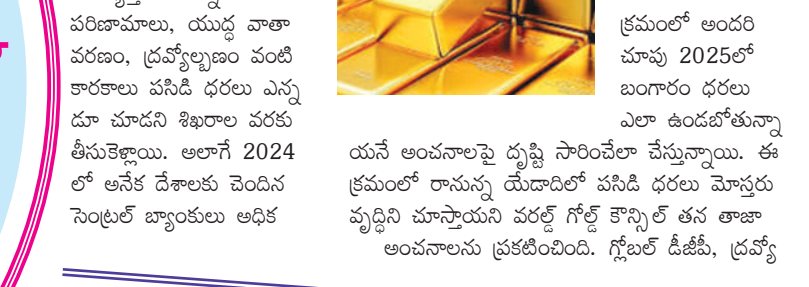 పరిణామాలు, యుద్ధ వాతా
వరణం, ద్రవ్యోల్బణం వంటి
కారకాలు పసిడి ధరలు ఎన్న
డూ చూడని శిఖరాల వరకు
తీసుకెళ్లాయి. అలాగే 2024
లో అనేక దేశాలకు చెందిన
సెంట్రల్ బ్యాంకులు అధిక
క్రమంలో అందరి
చూపు 2025లో
బంగారం ధరలు
ఎలా ఉండబోతున్నా
యనే అంచనాలపై దృష్టి సారించేలా చేస్తున్నాయి. ఈ
క్రమంలో రానున్న యేడాదిలో పసిడి ధరలు మోస్తరు
వృద్ధిని చూస్తాయని వరల్డ్ గోల్డ్ కౌన్సిల్ తన తాజా
అంచనాలను ప్రకటించింది. గ్లోబల్ డీజీపీ, ద్రవ్యో